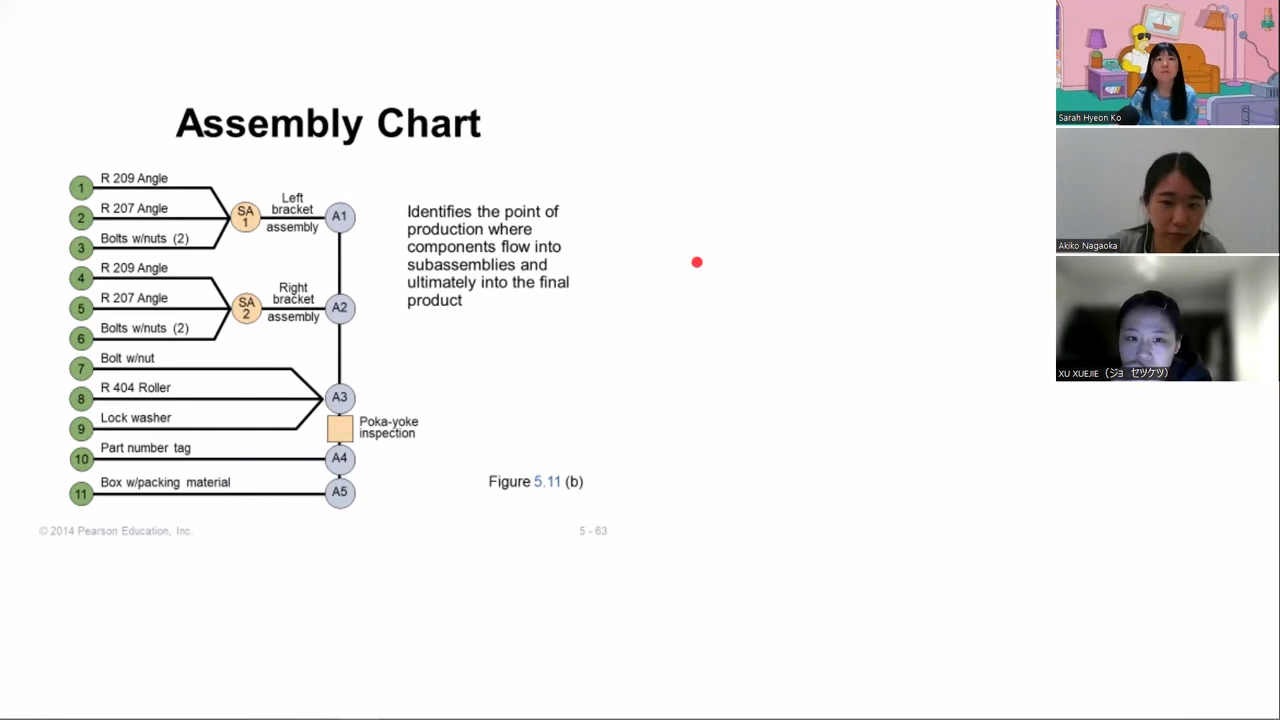 Assembly Chart
1 R 209 Angle
2 R 207 Angle
3 Bolts w/nuts (2)
SA
1
Left
bracket
assembly
A1
4 R 209 Angle
5 R 207 Angle
6 Bolts w/nuts (2)
SA
2
Right
bracket
assembly
A2
7 Bolt w/nut
8 R 404 Roller
9 Lock washer
A3
Poka-yoke
inspection
10 Part number tag
A4
11 Box w/packing material
A5
Identifies the point of
production where
components flow into
subassemblies and
ultimately into the final
product
Figure 5.11 (b)
© 2014 Pearson Education, Inc.
5 - 63
Sarah Hyeon Ko
Akiko Nagaoka
XU XUEJIE（ジョ　セツケツ）